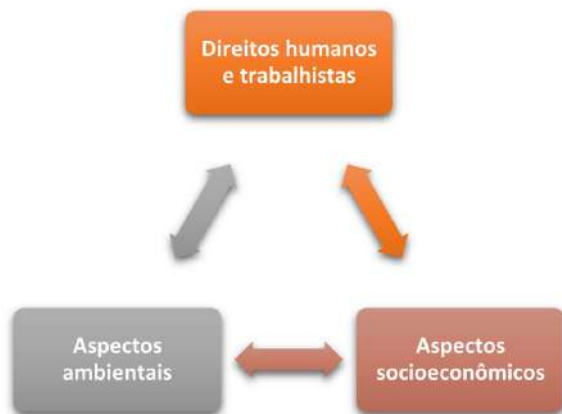 Direitos humanos
e trabalhistas
Aspectos
ambientais
Aspectos
socioeconômicos